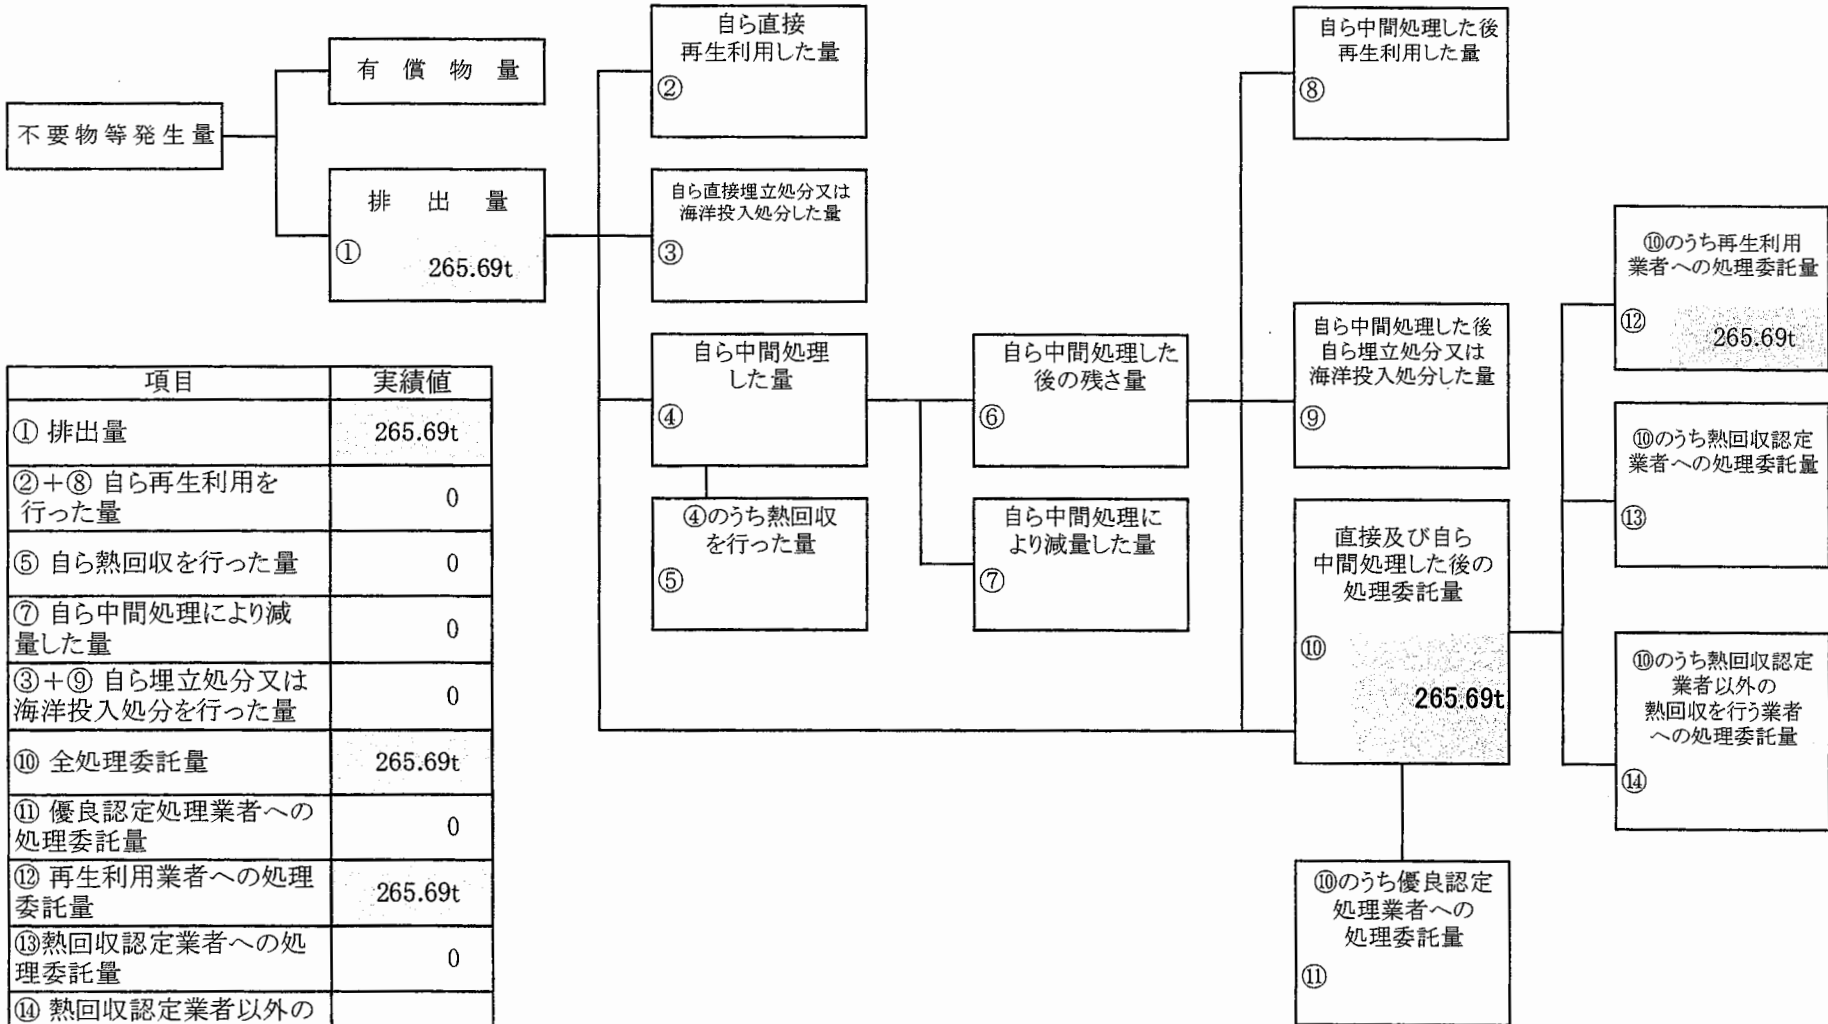 不要物等発生量
有償物量
排出量
①
265.69t
自ら直接
再生利用した量
②
自ら直接埋立処分又は
海洋投入処分した量
③
自ら中間処理
した量
④
④のうち熱回収
を行った量
⑤
自ら中間処理した
後の残さ量
⑥
自ら中間処理に
より減量した量
⑦
自ら中間処理した後
再生利用した量
⑧
自ら中間処理した後
自ら埋立処分又は
海洋投入処分した量
⑨
直接及び自ら
中間処理した後の
処理委託量
⑩
265.69t
⑩のうち優良認定
処理業者への
処理委託量
⑪
⑩のうち再生利用
業者への処理委託量
⑫
265.69t
⑩のうち熱回収認定
業者への処理委託量
⑬
⑩のうち熱回収認定
業者以外の
熱回収を行う業者
への処理委託量
⑭
項目 実績値
① 排出量 265.69t
②+⑧ 自ら再生利用を
行った量 0
⑤ 自ら熱回収を行った量 0
⑦ 自ら中間処理により減
量した量 0
③+⑨ 自ら埋立処分又は
海洋投入処分を行った量 0
⑩ 全処理委託量 265.69t
⑪ 優良認定処理業者への
処理委託量 0
⑫ 再生利用業者への処理
委託量 265.69t
⑬熱回収認定業者への処
理委託量 0
⑭ 熱回収認定業者以外の